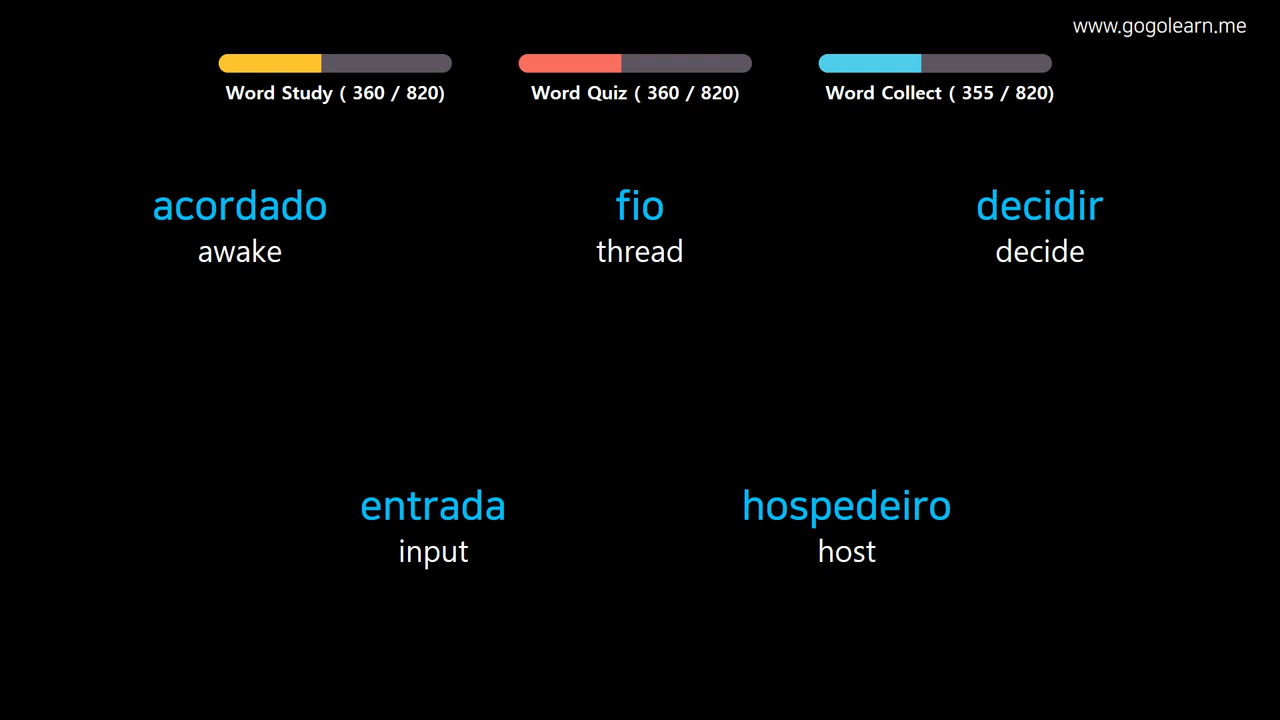 www.gogolearn.me
Word Study ( 360 / 820)
Word Quiz ( 360 / 820)
Word Collect ( 355 / 820)
acordado
awake
fio
thread
decidir
decide
entrada
input
hospedeiro
host